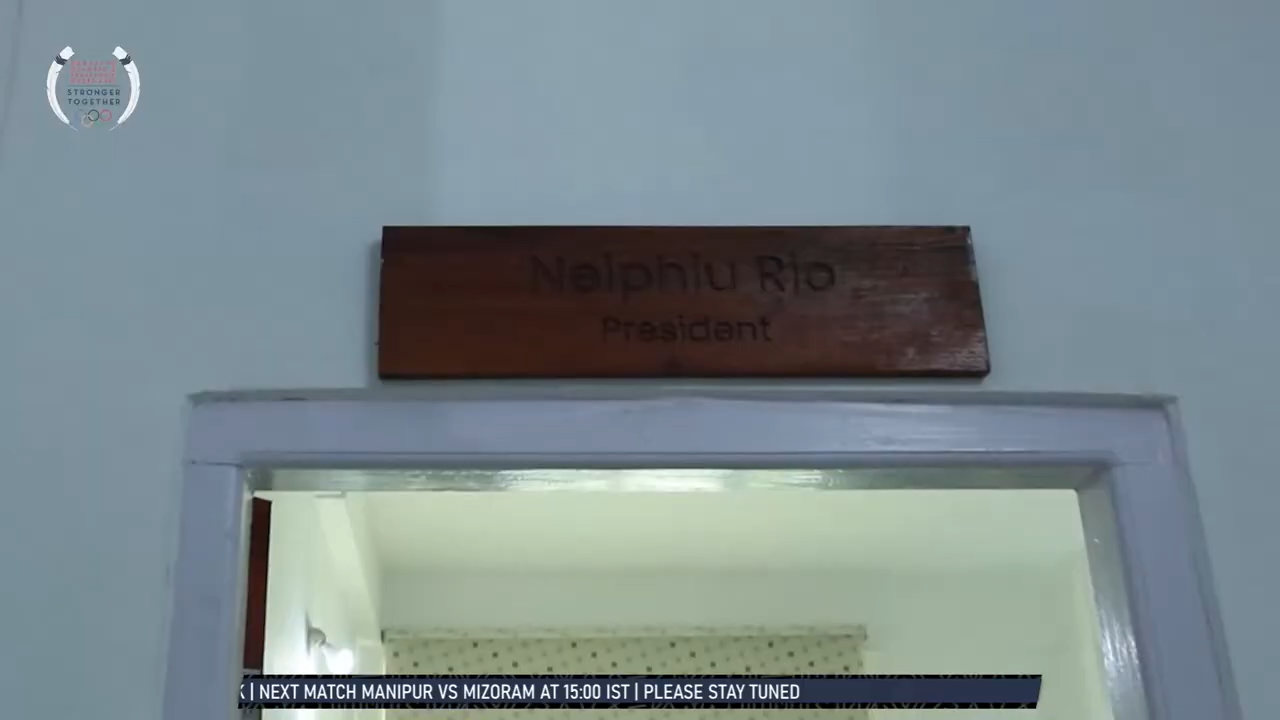 STRONGER
TOGETHER
Neiphiu Rio
President
| NEXT MATCH MANIPUR VS MIZORAM AT 15:00 IST | PLEASE STAY TUNED